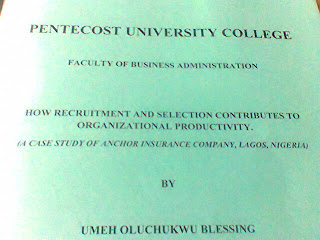 PENTECOST UNIVERSITY COLLEGE
FACULTY OF BUSINESS ADMINISTRATION
HOW RECRUITMENT AND SELECTION CONTRIBUTES TO
ORGANIZATIONAL PRODUCTIVITY.
(A CASE STUDY OF ANCHOR INSURANCE COMPANY, LAGOS, NIGERIA)
BY
UMEH OLUCHUKWU BLESSING